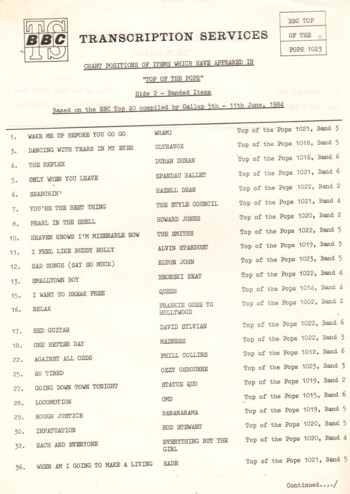 BBC
TS
TRANSCRIPTION SERVICES
BBC TOP
OF THE
POPS 1023
CHART POSITIONS OF ITEMS WHICH HAVE APPEARED IN
"TOP OF THE POPS"
Side 2 - Banded Items
Based on the BBC Top 40 compiled by Gallup 5th - 11th June, 1984
1. WAKE ME UP BEFORE YOU GO GO WHAM! Top of the Pops 1021, Band 3
3. DANCING WITH TEARS IN MY EYES ULTRAVOX Top of the Pops 1018, Band 5
4. THE REFLEX DURAN DURAN Top of the Pops 1016, Band 6
5. ONLY WHEN YOU LEAVE SPANDAU BALLET Top of the Pops 1021, Band 6
6. SEARCHIN' HAZELL DEAN Top of the Pops 1022, Band 2
7. YOU'RE THE BEST THING THE STYLE COUNCIL Top of the Pops 1021, Band 4
8. PEARL IN THE SHELL HOWARD JONES Top of the Pops 1020, Band 2
10. HEAVEN KNOWS I'M MISERABLE NOW THE SMITHS Top of the Pops 1022, Band 5
11. I FEEL LIKE BUDDY HOLLY ALVIN STARDUST Top of the Pops 1019, Band 3
12. SAD SONGS (SAY SO MUCH) ELTON JOHN Top of the Pops 1023, Band 5
13. SMALLTOWN BOY BRONSKI BEAT Top of the Pops 1022, Band 4
15. I WANT TO BREAK FREE QUEEN Top of the Pops 1014, Band 4
16. RELAX FRANKIE GOES TO Top of the Pops 1002, Band 2
HOLLYWOOD
17. RED GUITAR DAVID SYLVIAN Top of the Pops 1022, Band 6
18. ONE BETTER DAY MADNESS Top of the Pops 1022, Band 3
22. AGAINST ALL ODDS PHILL COLLINS Top of the Pops 1012, Band 6
25. SO TIRED OZZY OSBOURNE Top of the Pops 1023, Band 3
27. GOING DOWN TOWN TONIGHT STATUS QUO Top of the Pops 1019, Band 2
28. LOCOMOTION OMD Top of the Pops 1015, Band 6
29. ROUGH JUSTICE BANANARAMA Top of the Pops 1019, Band 5
30. INFATUATION ROD STEWART Top of the Pops 1020, Band 5
32. EACH AND EVERYONE EVERYTHING BUT THE Top of the Pops 1020, Band 4
GIRL
36. WHEN AM I GOING TO MAKE A LIVING SADE Top of the Pops 1021, Band 5
Continued..../